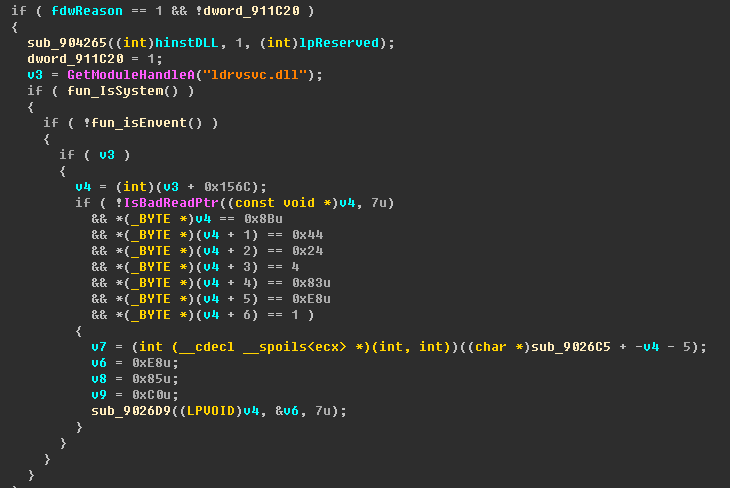 if ( fdwReason == 1 && !dword_911C20 )
{
sub_904265((int)hinstDLL, 1, (int)lpReserved);
dword_911C20 = 1;
v3 = GetModuleHandleA("ldrvsvc.dll");
if ( fun_IsSystem() )
{
if ( !fun_isEnvent() )
{
if ( v3 )
{
v4 = (int)(v3 + 0x156C);
if ( !IsBadReadPtr((const void *)v4, 7u)
&& *(_BYTE *)v4 == 0x8Bu
&& *(_BYTE *)(v4 + 1) == 0x44
&& *(_BYTE *)(v4 + 2) == 0x24
&& *(_BYTE *)(v4 + 3) == 4
&& *(_BYTE *)(v4 + 4) == 0x83u
&& *(_BYTE *)(v4 + 5) == 0xE8u
&& *(_BYTE *)(v4 + 6) == 1 )
{
v7 = (int (__cdecl __spoils<ecx> *)(int, int))((char *)sub_9026C5 + -v4 - 5);
v6 = 0xE8u;
v8 = 0x85u;
v9 = 0xC0u;
sub_9026D9((LPVOID)v4, &v6, 7u);
}
}
}
}